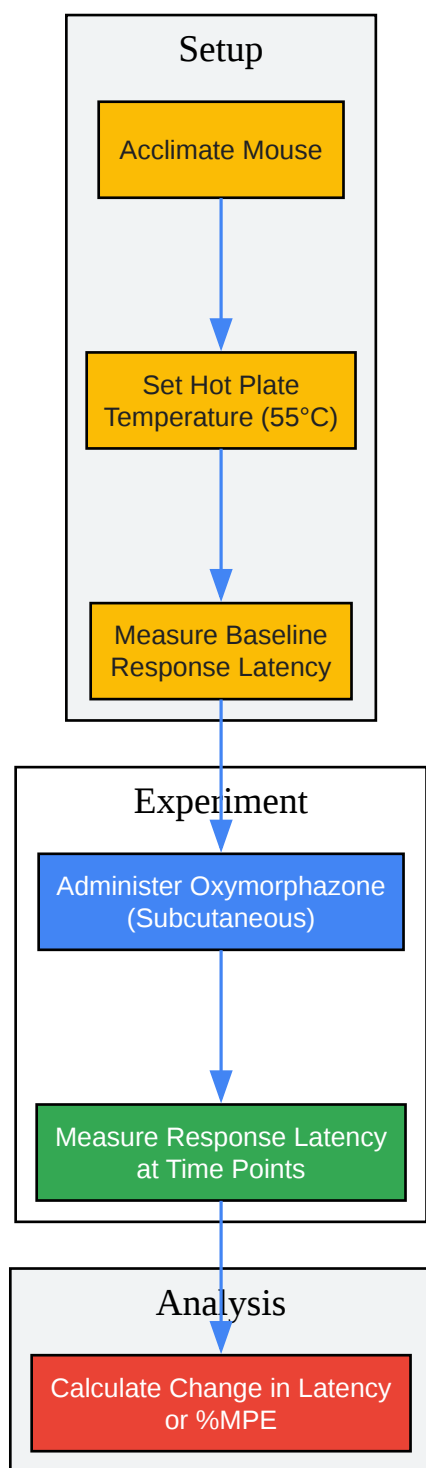 Setup
Acclimate Mouse
Set Hot Plate
Temperature (55°C)
Measure Baseline
Response Latency
Experiment
Administer Oxymorphazone
(Subcutaneous)
Measure Response Latency
at Time Points
Analysis
Calculate Change in Latency
or %MPE